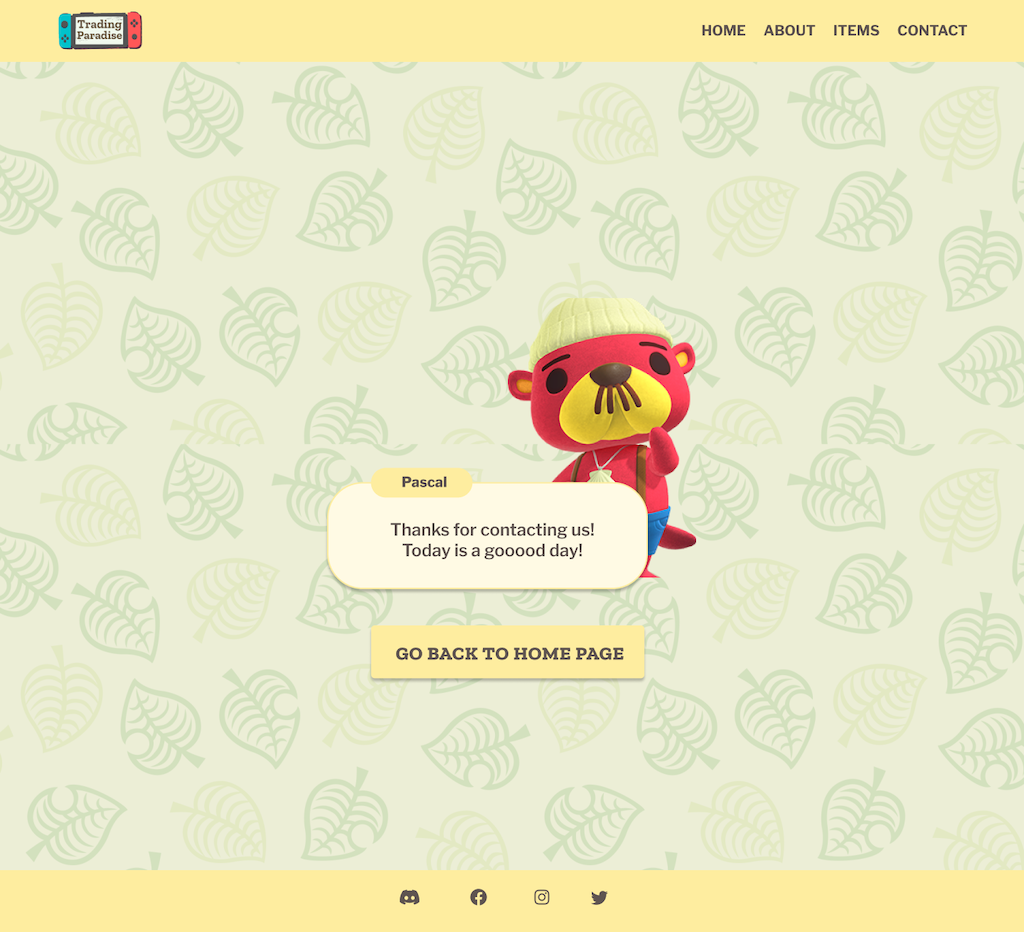 Trading
Paradise
HOME ABOUT ITEMS CONTACT
Pascal
Thanks for contacting us!
Today is a gooood day!
GO BACK TO HOME PAGE